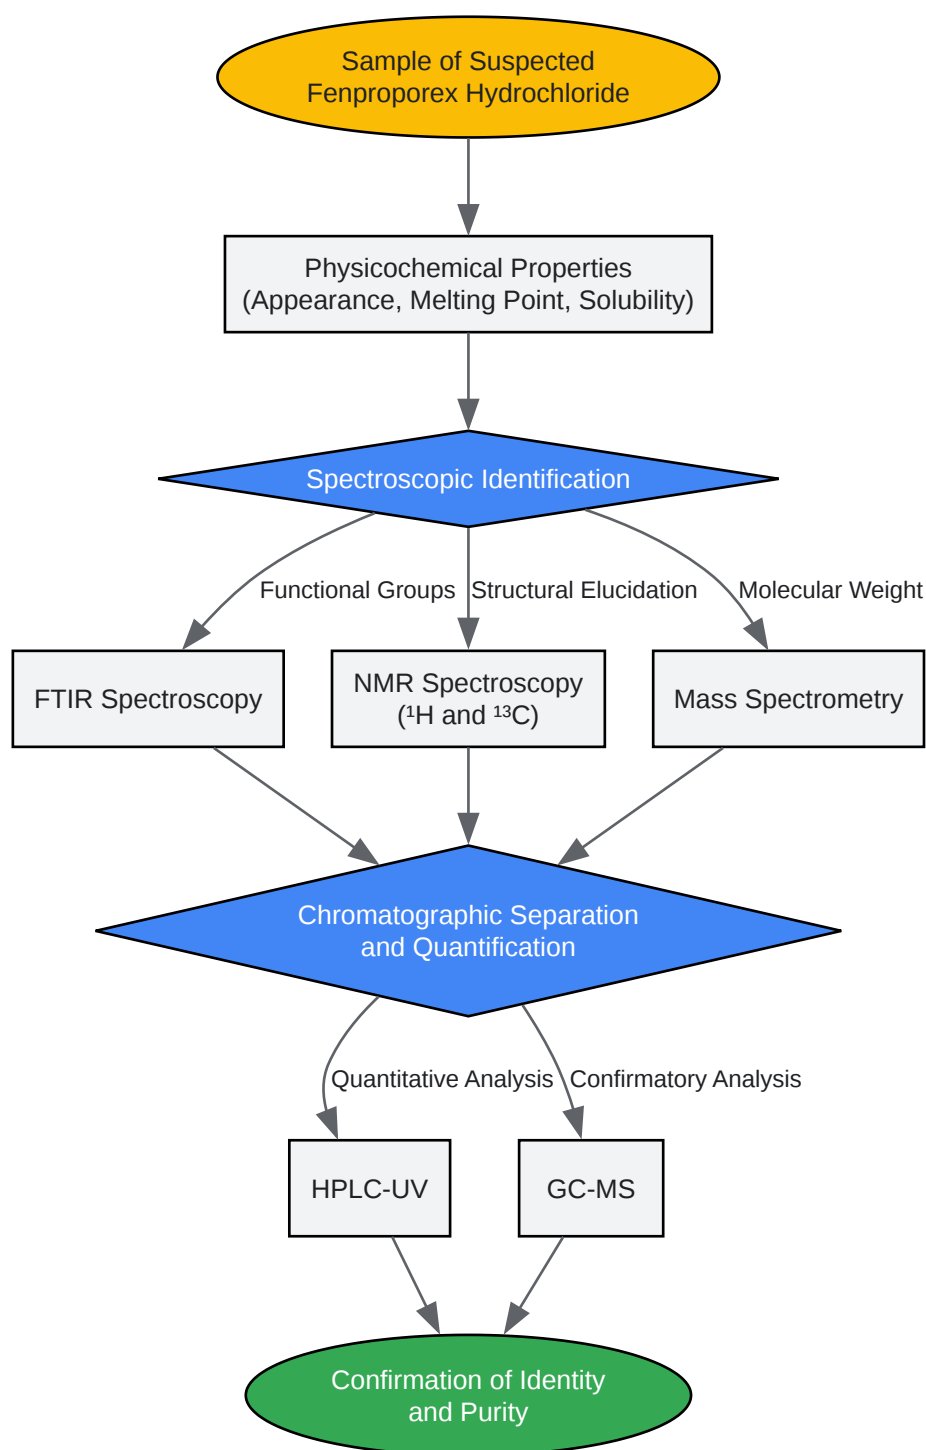 Sample of Suspected
Fenproporex Hydrochloride
Physicochemical Properties
(Appearance, Melting Point, Solubility)
Spectroscopic Identification
Functional Groups
Structural Elucidation
Molecular Weight
FTIR Spectroscopy
NMR Spectroscopy
(¹H and ¹³C)
Mass Spectrometry
Chromatographic Separation
and Quantification
Quantitative Analysis
Confirmatory Analysis
HPLC-UV
GC-MS
Confirmation of Identity
and Purity